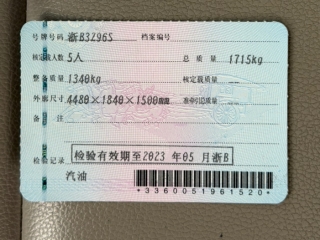 号牌号码 浙B3Z96S 档案编号
核定载人数 5人 总质量 1715kg
整备质量 1340kg 核定载质量
外廓尺寸 4480×1840×1500mm 准牵引总质量
备注
检验记录 检验有效期至2023 年05 月浙B
汽油
*3360051961520*